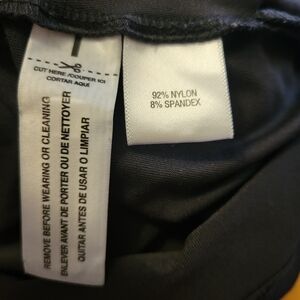 CUT HERE/COUPER ICI
CORTAR AQUI
REMOVE BEFORE WEARING OR CLEANING
ENLEVER AVANT DE PORTER OU DE NETTOYER
QUITAR ANTES DE USAR O LIMPIAR
92% NYLON
8% SPANDEX